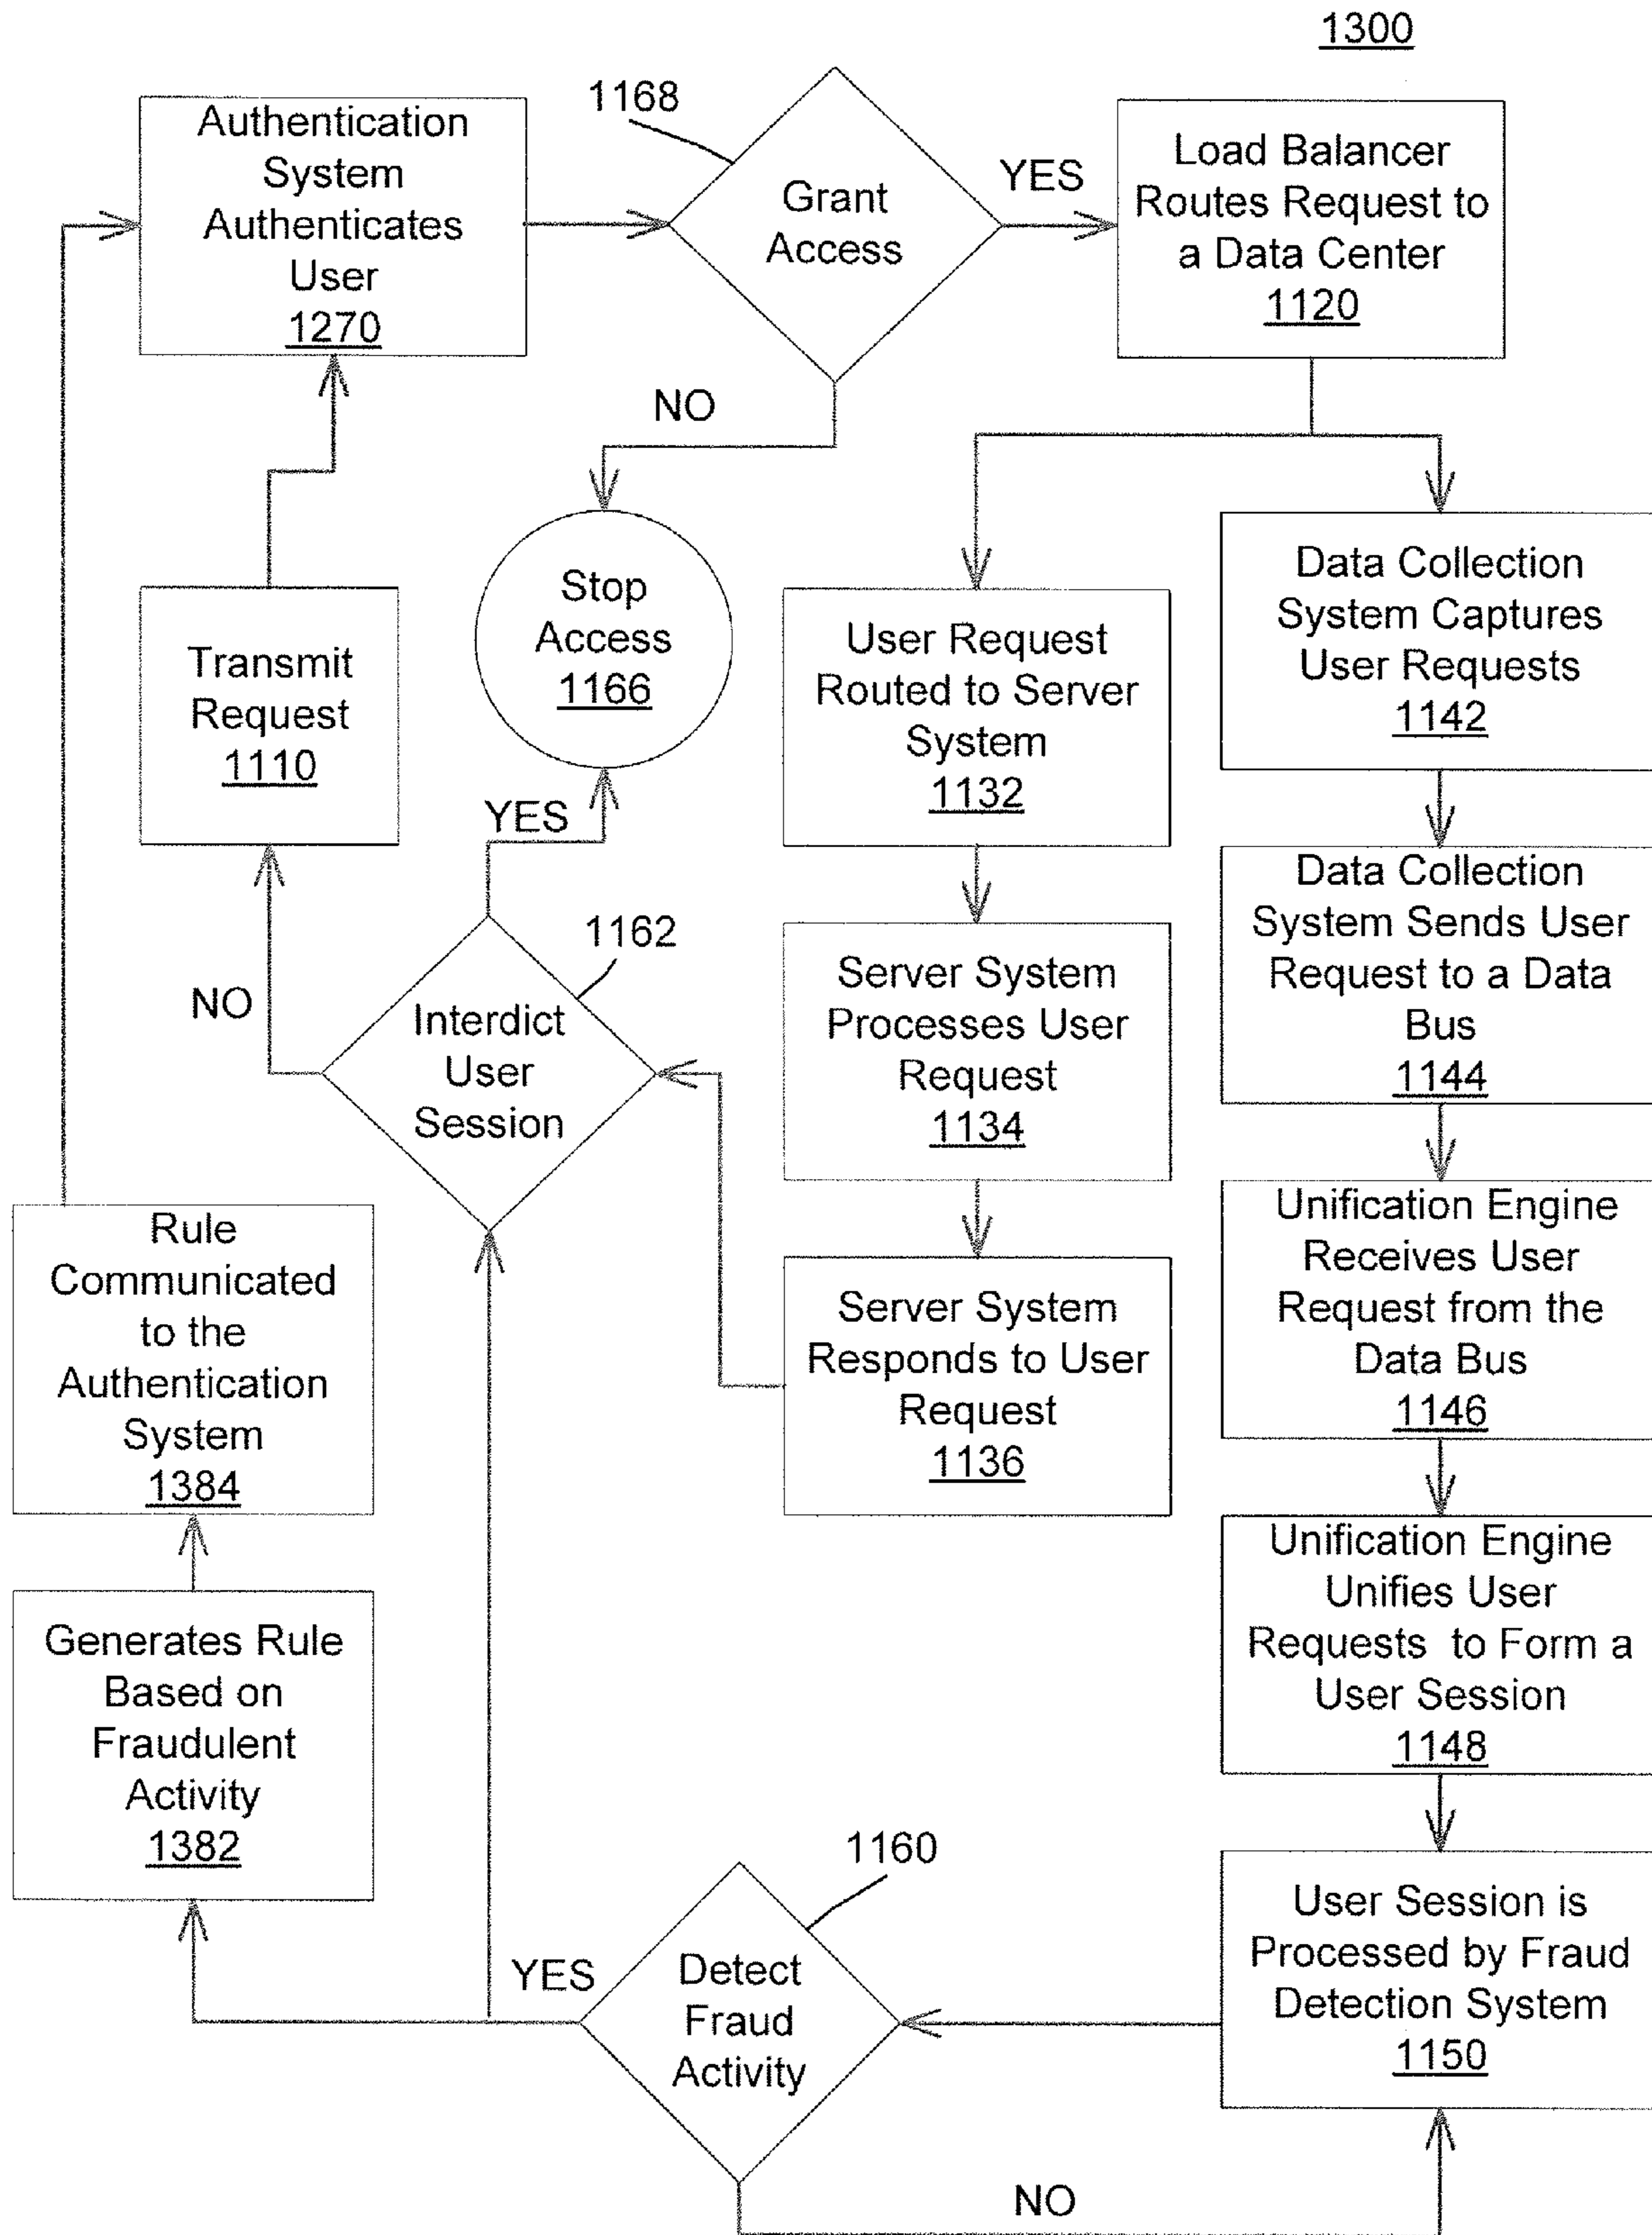 1300
Authentication
System
Authenticates
User
1270
1168
Grant
Access
YES
Load Balancer
Routes Request to
a Data Center
1120
NO
Stop
Access
1166
Transmit
Request
1110
User Request
Routed to Server
System
1132
Data Collection
System Captures
User Requests
1142
YES
NO
1162
Interdict
User
Session
Server System
Processes User
Request
1134
Data Collection
System Sends User
Request to a Data
Bus
1144
Rule
Communicated
to the
Authentication
System
1384
Server System
Responds to User
Request
1136
Unification Engine
Receives User
Request from the
Data Bus
1146
Generates Rule
Based on
Fraudulent
Activity
1382
Unification Engine
Unifies User
Requests to Form a
User Session
1148
1160
YES
Detect
Fraud
Activity
User Session is
Processed by Fraud
Detection System
1150
NO